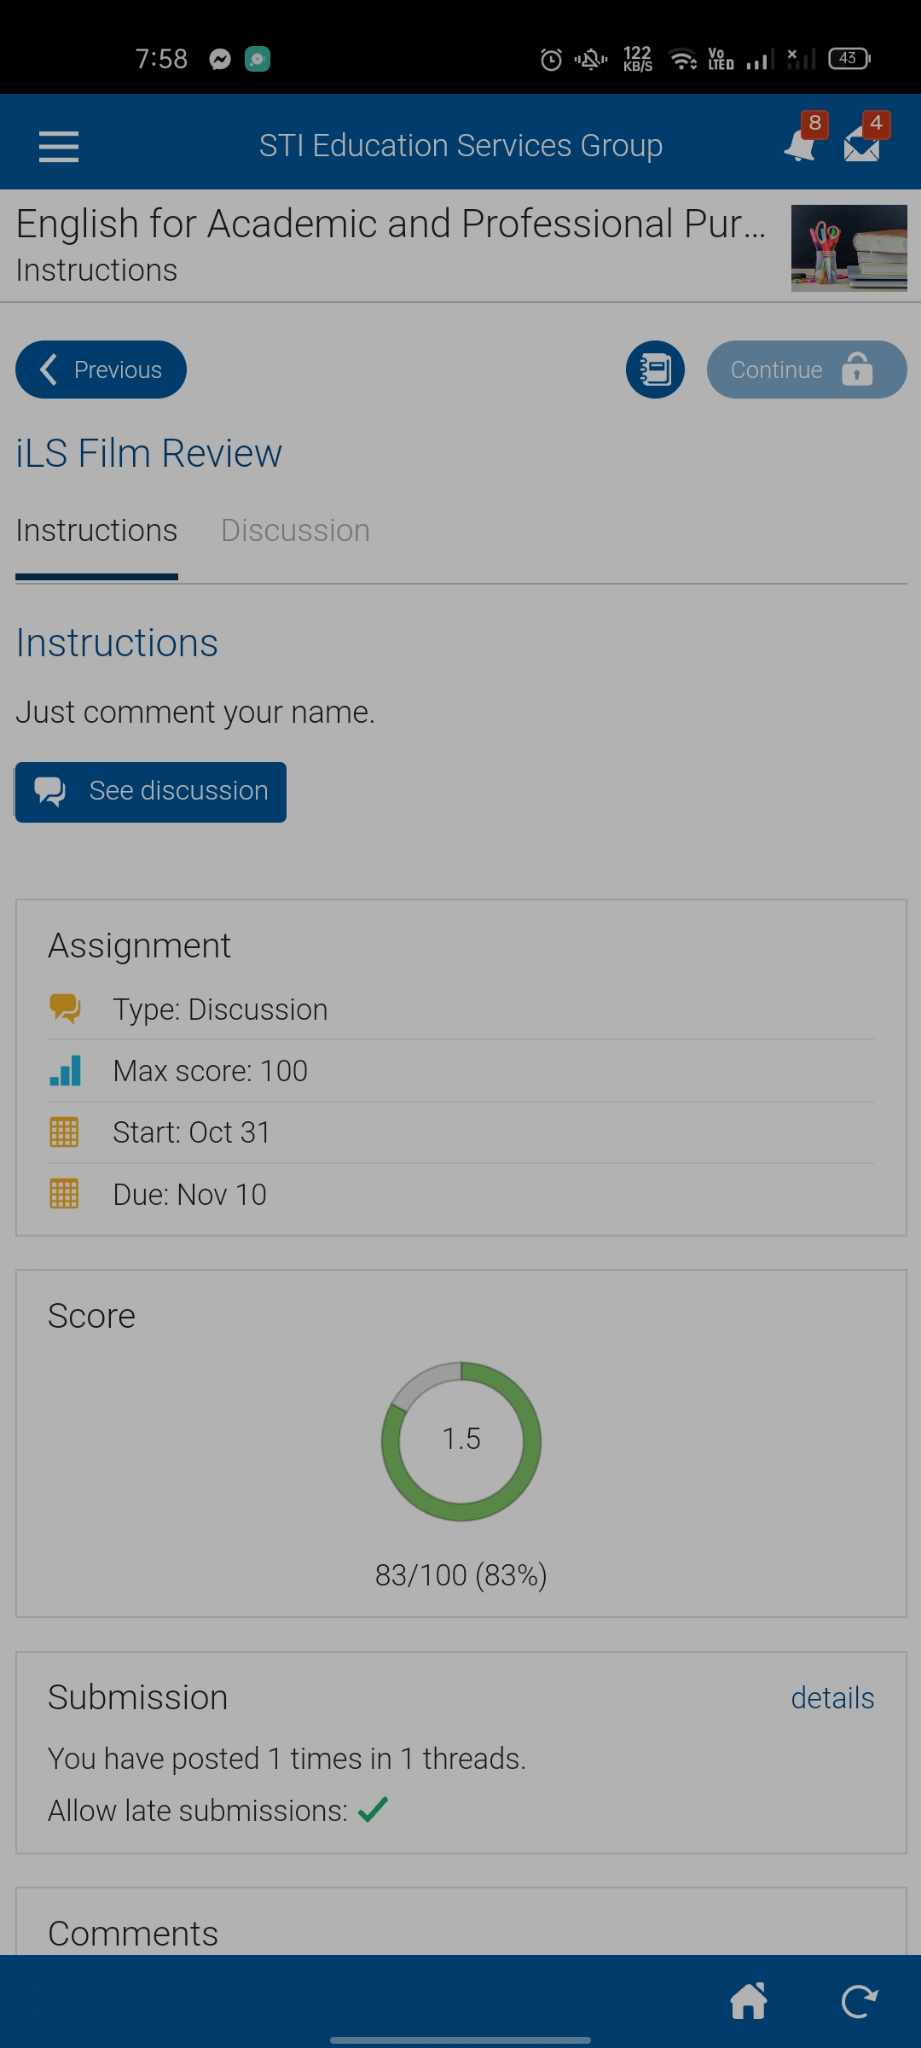 7:58
122
KB/S
Vo
LTED
43
STI Education Services Group
8
4
English for Academic and Professional Pur...
Instructions
Previous
Continue
iLS Film Review
Instructions
Discussion
Instructions
Just comment your name.
See discussion
Assignment
Type: Discussion
Max score: 100
Start: Oct 31
Due: Nov 10
Score
1.5
83/100 (83%)
Submission
details
You have posted 1 times in 1 threads.
Allow late submissions:
Comments